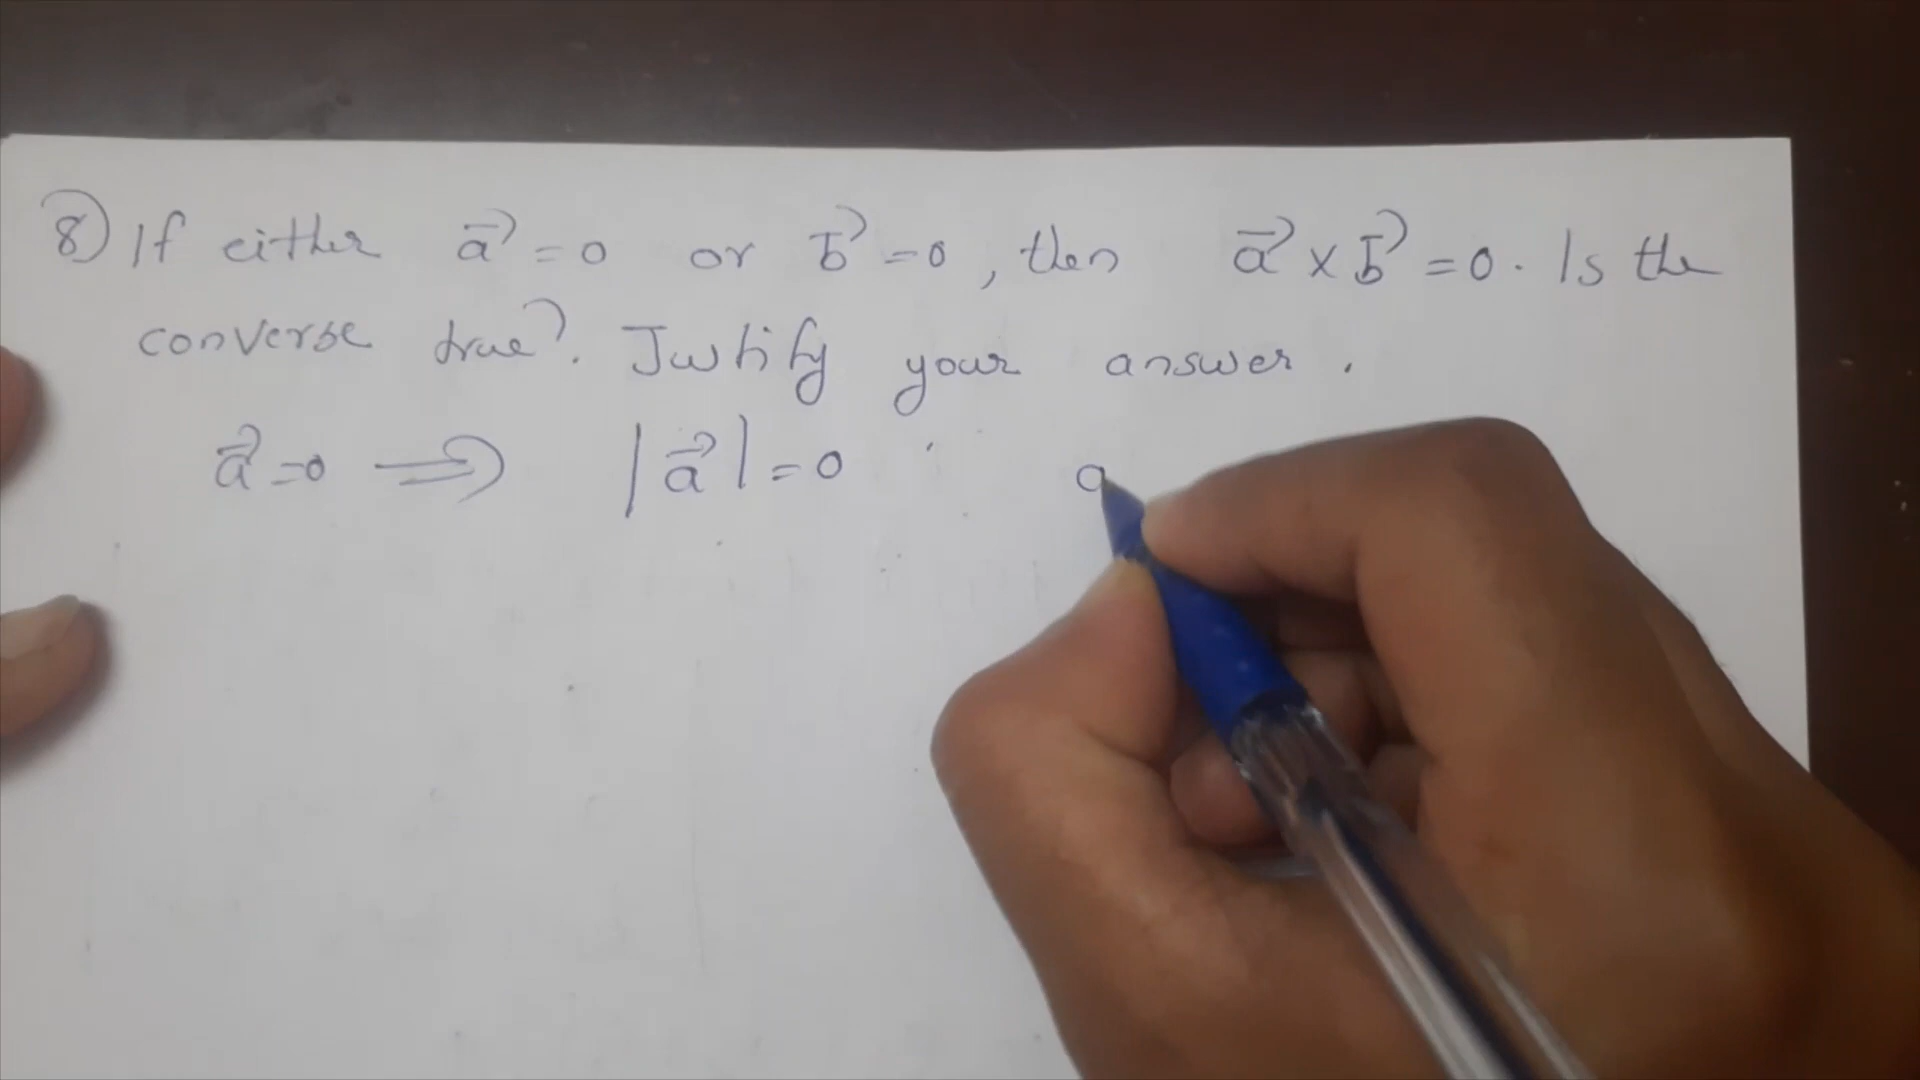 8) If either a⃗ = 0 or b⃗ = 0, then a⃗ × b⃗ = 0. Is the
converse true?. Justify your answer.
a⃗ = 0 ⟹ |a⃗| = 0 a